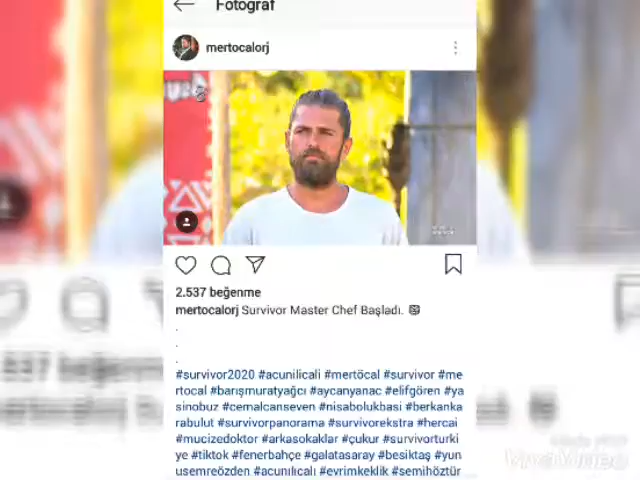 Fotoğraf
mertocalorj
2.537 beğenme
mertocalorj Survivor Master Chef Başladı.
.
.
.
#survivor2020 #acunilicali #mertöcal #survivor #me
rtocal #barışmuratyağcı #aycanyanac #elifgören #ya
sinobuz #cemalcanseven #nisabolukbasi #berkanka
rabulut #survivorpanorama #survivorekstra #hercai
#mucizedoktor #arkasokaklar #çukur #survivorturki
ye #tiktok #fenerbahçe #galatasaray #beşiktaş #yun
usemreözden #acunılıcalı #evrimkeklik #semihöztür
VivaVideo